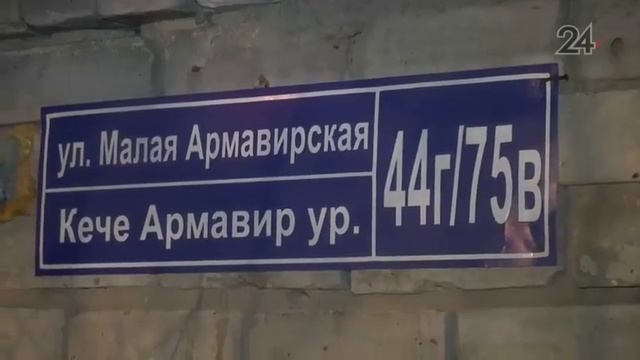 24
ул. Малая Армавирская
Кече Армавир ур.
44г/75в